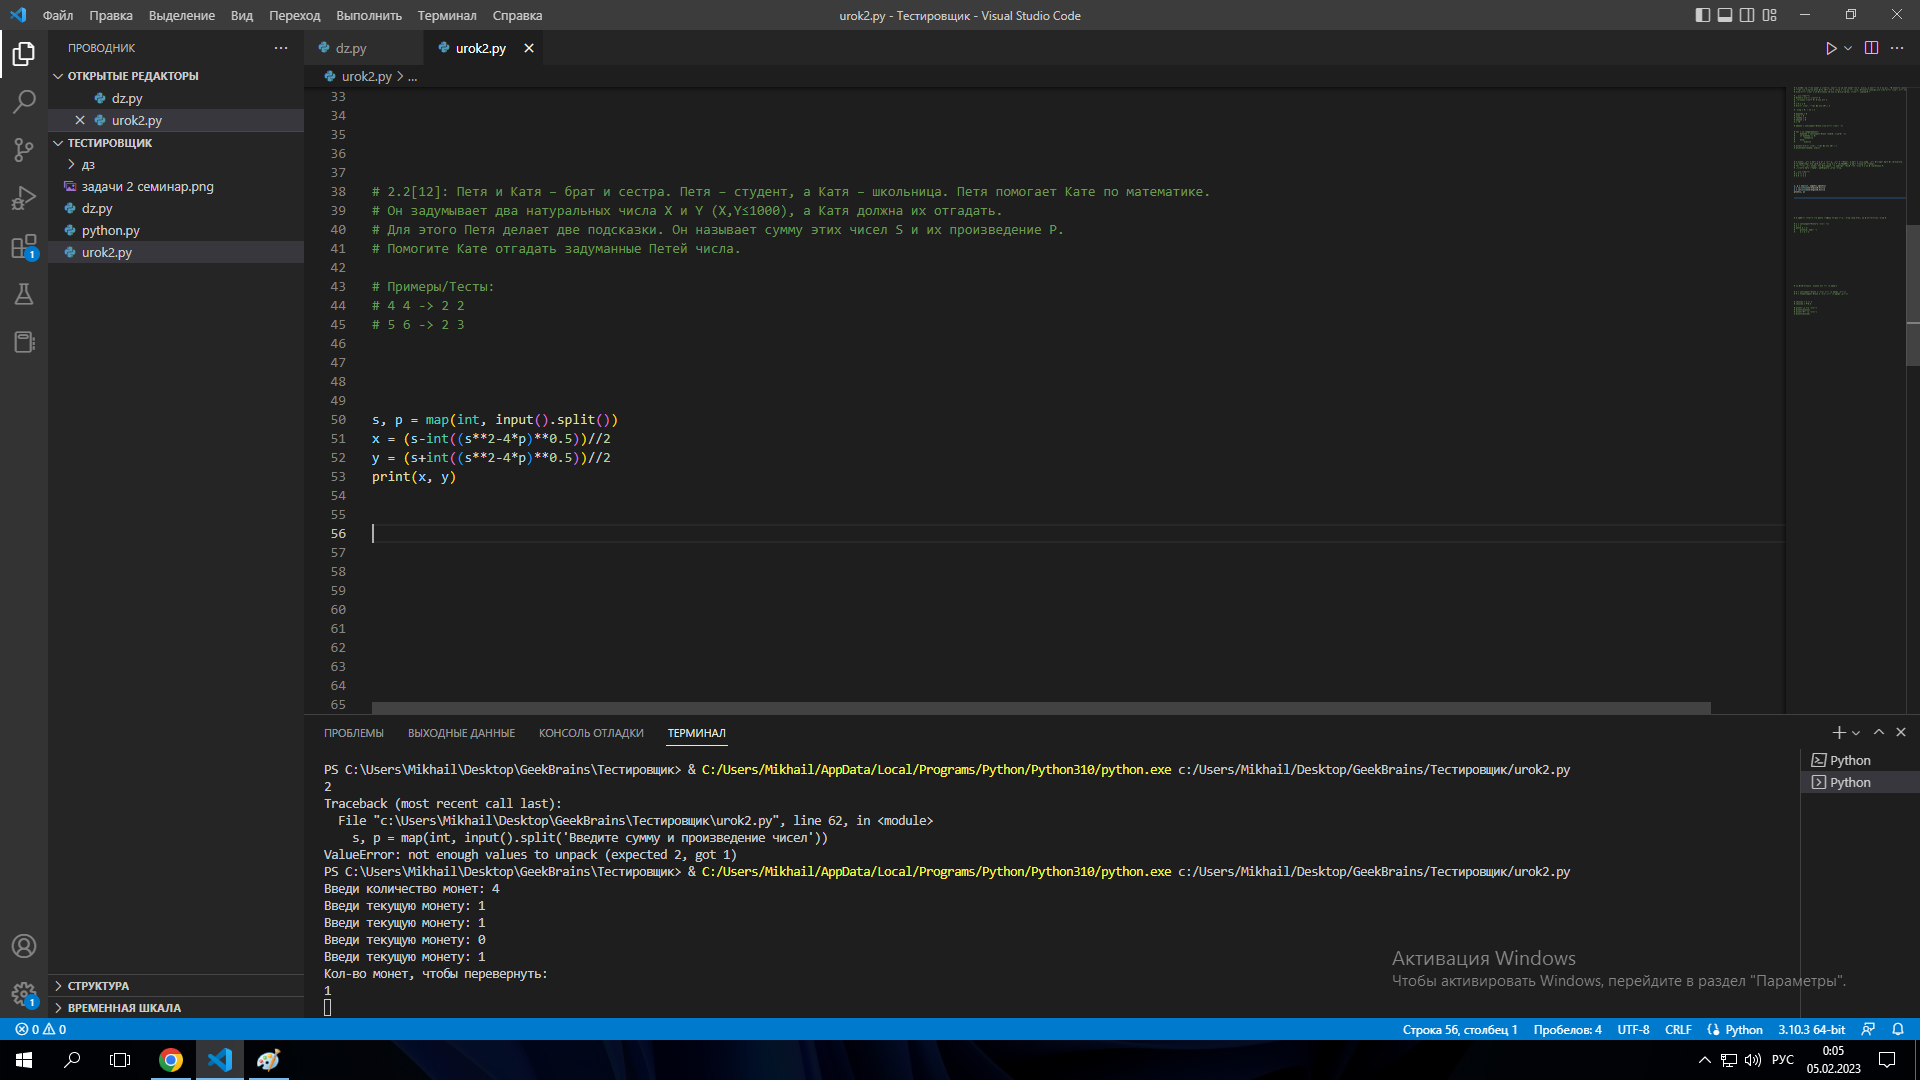 Файл Правка Выделение Вид Переход Выполнить Терминал Справка
urok2.py - Тестировщик - Visual Studio Code
ПРОВОДНИК
ОТКРЫТЫЕ РЕДАКТОРЫ
dz.py
urok2.py
ТЕСТИРОВЩИК
дз
задачи 2 семинар.png
dz.py
python.py
urok2.py
СТРУКТУРА
ВРЕМЕННАЯ ШКАЛА
1
1
dz.py urok2.py
urok2.py > ...
33
34
35
36
37
38 # 2.2[12]: Петя и Катя – брат и сестра. Петя – студент, а Катя – школьница. Петя помогает Кате по математике.
39 # Он задумывает два натуральных числа X и Y (X,Y≤1000), а Катя должна их отгадать.
40 # Для этого Петя делает две подсказки. Он называет сумму этих чисел S и их произведение P.
41 # Помогите Кате отгадать задуманные Петей числа.
42
43 # Примеры/Тесты:
44 # 4 4 -> 2 2
45 # 5 6 -> 2 3
46
47
48
49
50 s, p = map(int, input().split())
51 x = (s-int((s**2-4*p)**0.5))//2
52 y = (s+int((s**2-4*p)**0.5))//2
53 print(x, y)
54
55
56
57
58
59
60
61
62
63
64
65
ПРОБЛЕМЫ ВЫХОДНЫЕ ДАННЫЕ КОНСОЛЬ ОТЛАДКИ ТЕРМИНАЛ
PS C:\Users\Mikhail\Desktop\GeekBrains\Тестировщик> & C:/Users/Mikhail/AppData/Local/Programs/Python/Python310/python.exe c:/Users/Mikhail/Desktop/GeekBrains/Тестировщик/urok2.py
2
Traceback (most recent call last):
File "c:\Users\Mikhail\Desktop\GeekBrains\Тестировщик\urok2.py", line 62, in <module>
s, p = map(int, input().split('Введите сумму и произведение чисел'))
ValueError: not enough values to unpack (expected 2, got 1)
PS C:\Users\Mikhail\Desktop\GeekBrains\Тестировщик> & C:/Users/Mikhail/AppData/Local/Programs/Python/Python310/python.exe c:/Users/Mikhail/Desktop/GeekBrains/Тестировщик/urok2.py
Введи количество монет: 4
Введи текущую монету: 1
Введи текущую монету: 1
Введи текущую монету: 0
Введи текущую монету: 1
Кол-во монет, чтобы перевернуть:
1
Python
Python
Активация Windows
Чтобы активировать Windows, перейдите в раздел "Параметры".
0 0
Строка 56, столбец 1 Пробелов: 4 UTF-8 CRLF Python 3.10.3 64-bit
РУС
0:05
05.02.2023